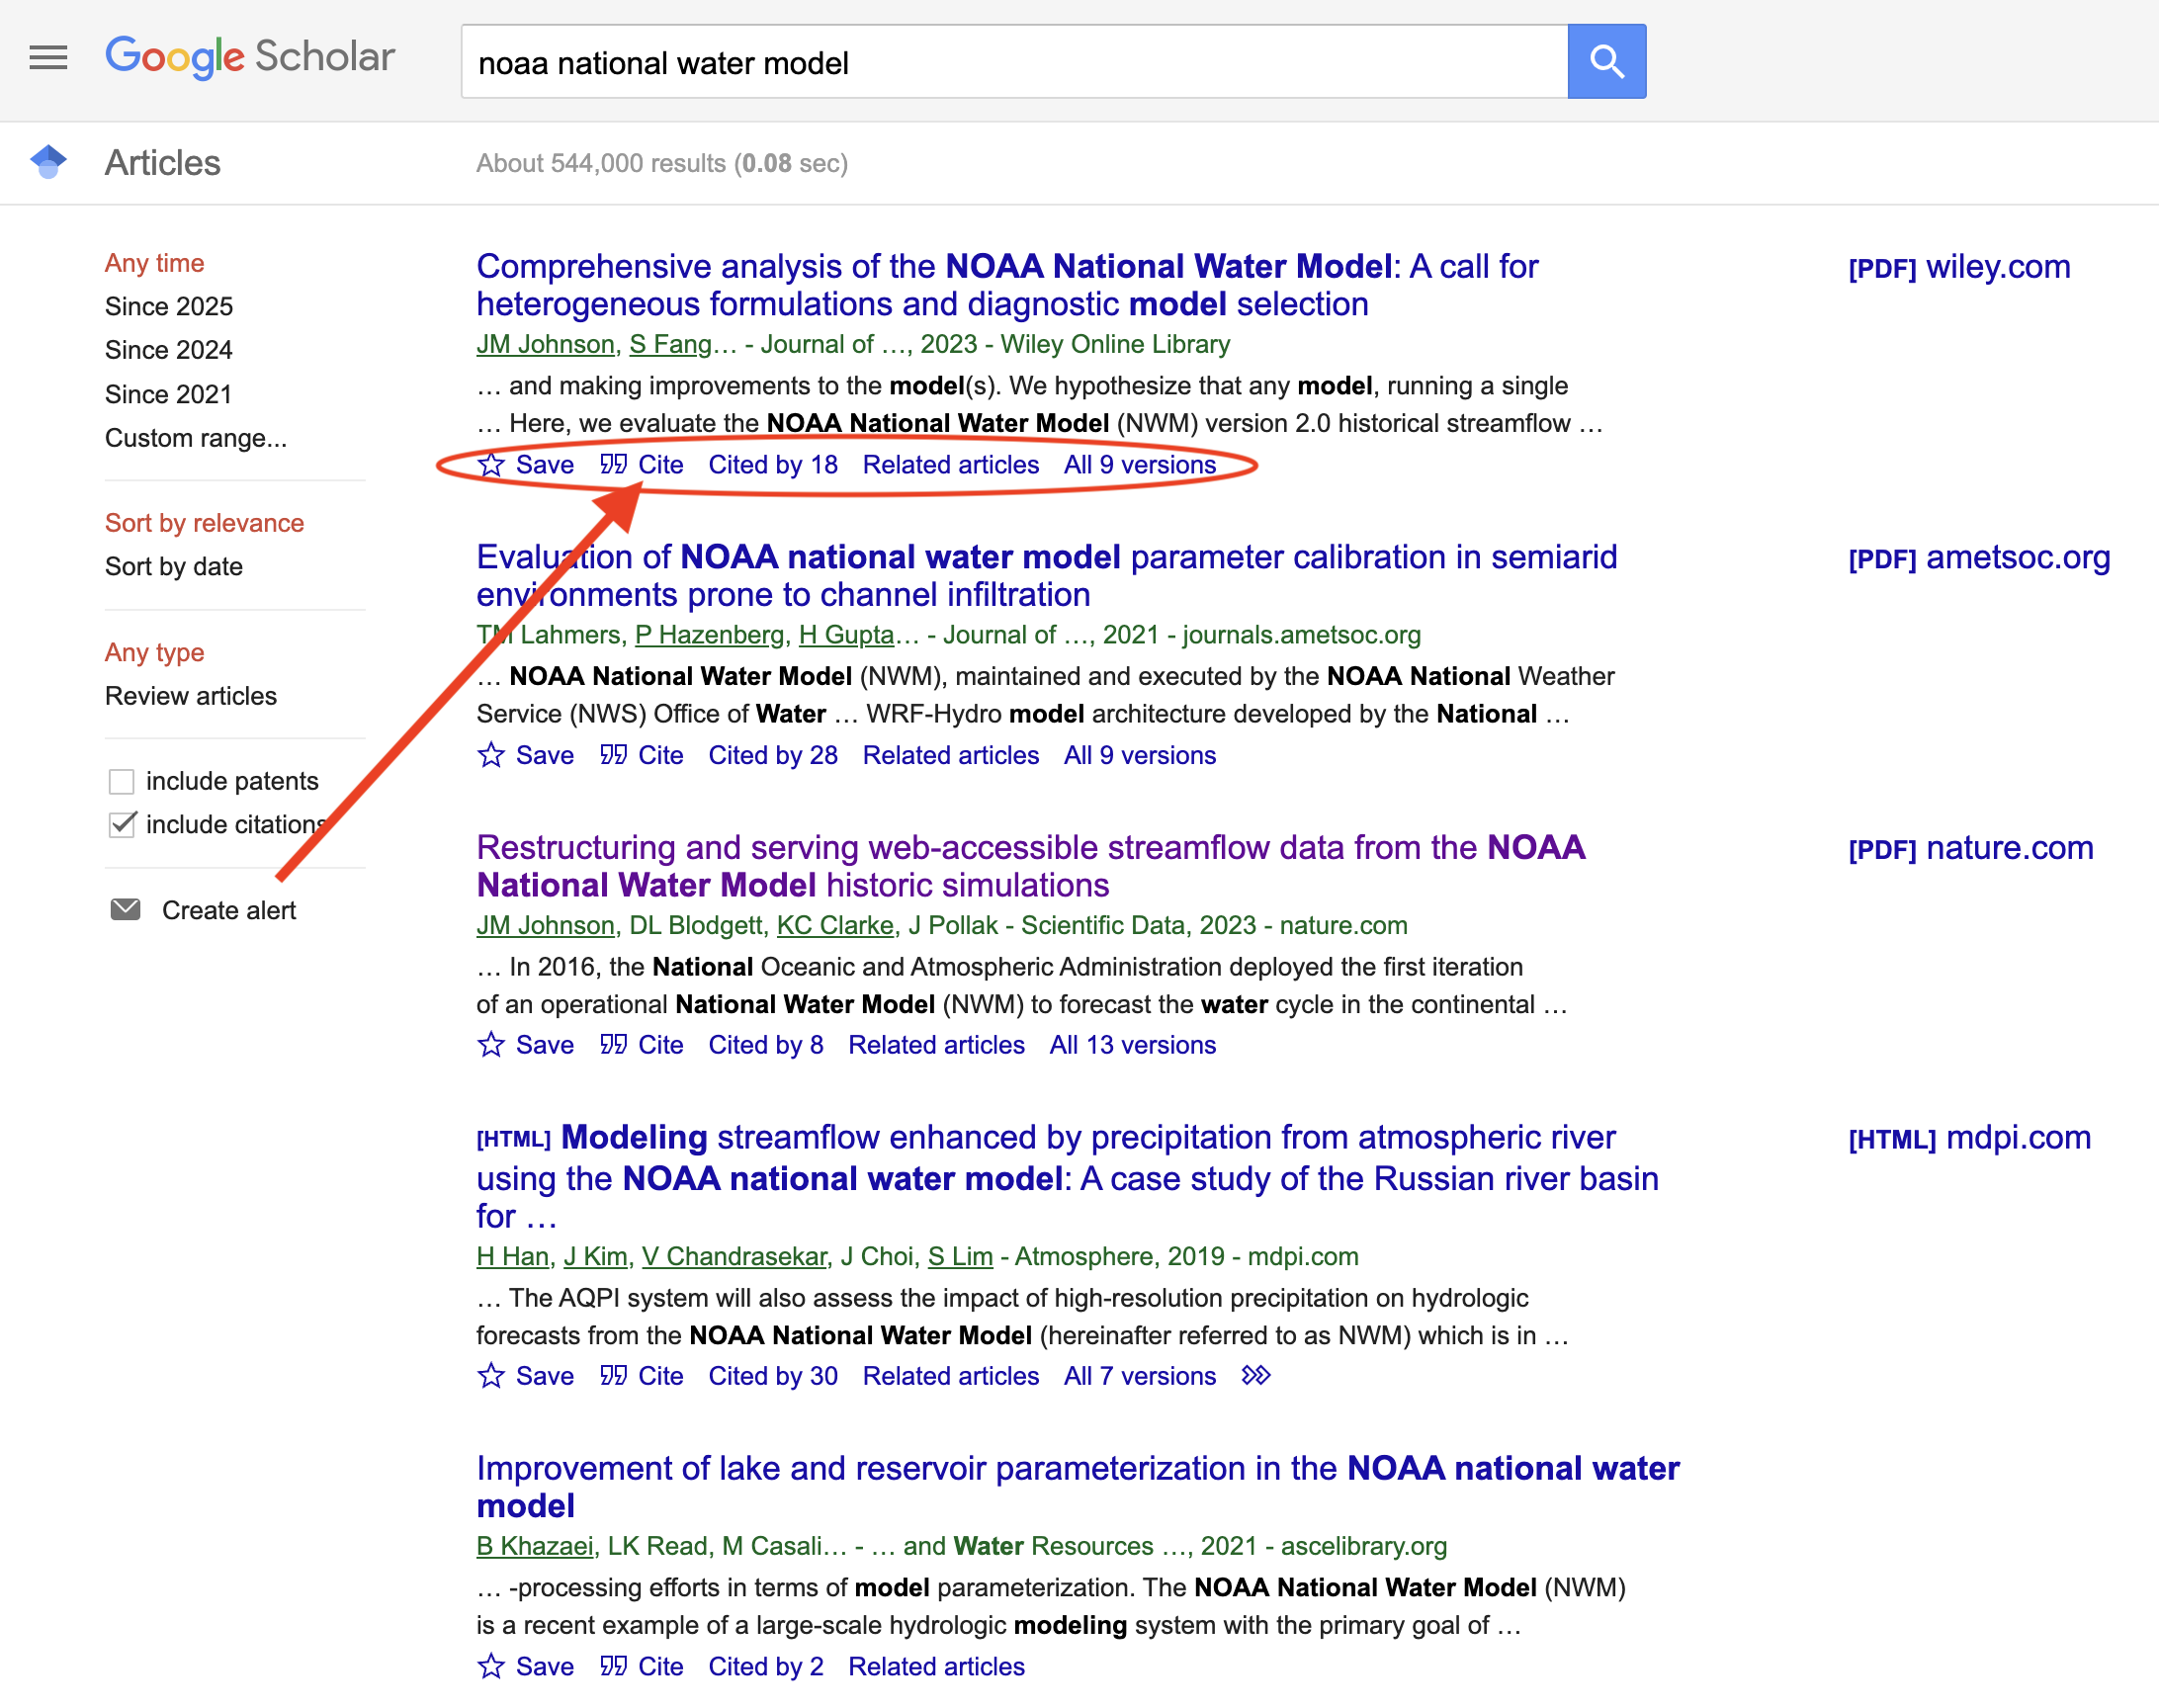 Google Scholar
noaa national water model
Articles
About 544,000 results (0.08 sec)
Any time
Since 2025
Since 2024
Since 2021
Custom range...
Sort by relevance
Sort by date
Any type
Review articles
include patents
include citations
Create alert
Comprehensive analysis of the NOAA National Water Model: A call for
heterogeneous formulations and diagnostic model selection
JM Johnson, S Fang… - Journal of …, 2023 - Wiley Online Library
… and making improvements to the model(s). We hypothesize that any model, running a single
… Here, we evaluate the NOAA National Water Model (NWM) version 2.0 historical streamflow …
Save Cite Cited by 18 Related articles All 9 versions
[PDF] wiley.com
Evaluation of NOAA national water model parameter calibration in semiarid
environments prone to channel infiltration
TM Lahmers, P Hazenberg, H Gupta… - Journal of …, 2021 - journals.ametsoc.org
… NOAA National Water Model (NWM), maintained and executed by the NOAA National Weather
Service (NWS) Office of Water … WRF-Hydro model architecture developed by the National …
Save Cite Cited by 28 Related articles All 9 versions
[PDF] ametsoc.org
Restructuring and serving web-accessible streamflow data from the NOAA
National Water Model historic simulations
JM Johnson, DL Blodgett, KC Clarke, J Pollak - Scientific Data, 2023 - nature.com
… In 2016, the National Oceanic and Atmospheric Administration deployed the first iteration
of an operational National Water Model (NWM) to forecast the water cycle in the continental …
Save Cite Cited by 8 Related articles All 13 versions
[PDF] nature.com
[HTML] Modeling streamflow enhanced by precipitation from atmospheric river
using the NOAA national water model: A case study of the Russian river basin
for …
H Han, J Kim, V Chandrasekar, J Choi, S Lim - Atmosphere, 2019 - mdpi.com
… The AQPI system will also assess the impact of high-resolution precipitation on hydrologic
forecasts from the NOAA National Water Model (hereinafter referred to as NWM) which is in …
Save Cite Cited by 30 Related articles All 7 versions
[HTML] mdpi.com
Improvement of lake and reservoir parameterization in the NOAA national water
model
B Khazaei, LK Read, M Casali… - … and Water Resources …, 2021 - ascelibrary.org
… -processing efforts in terms of model parameterization. The NOAA National Water Model (NWM)
is a recent example of a large-scale hydrologic modeling system with the primary goal of …
Save Cite Cited by 2 Related articles